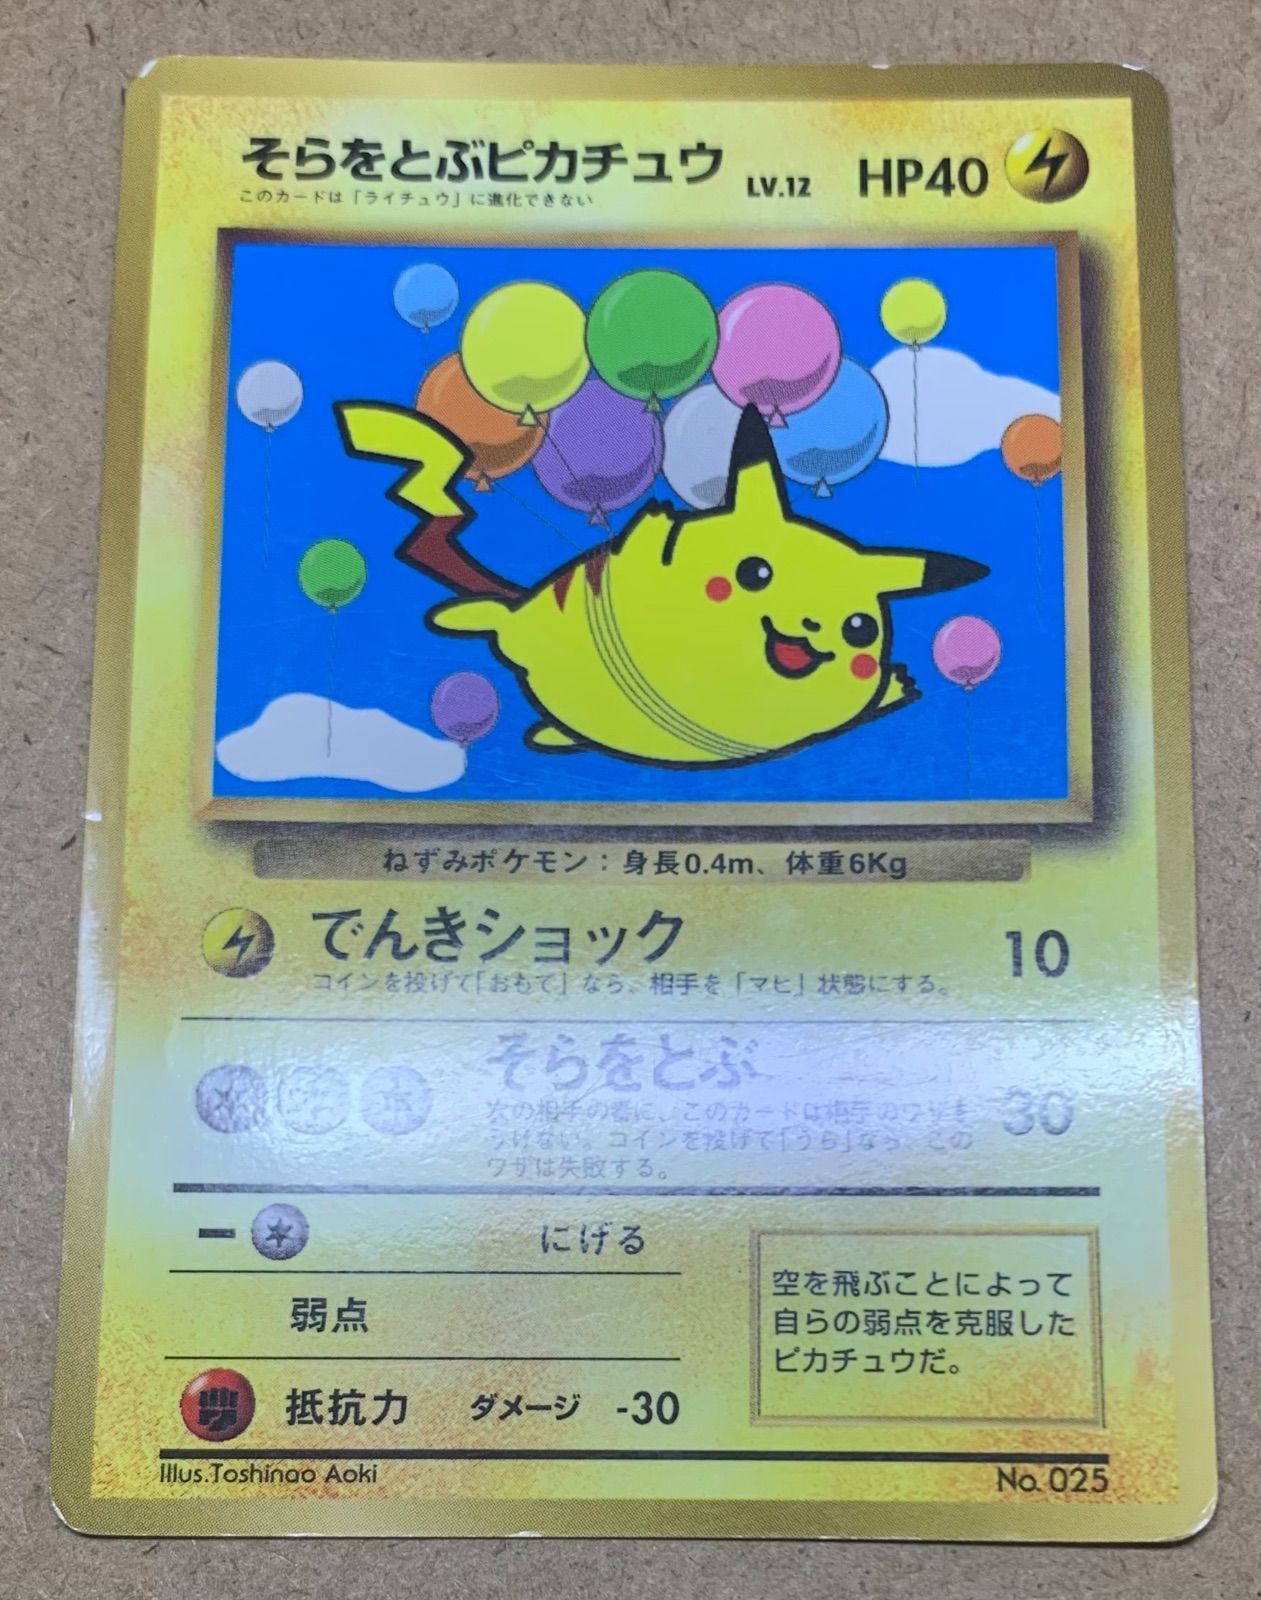 そらをとぶピカチュウ LV.12 HP40
このカードは「ライチュウ」に進化できない
ねずみポケモン：身長0.4m、体重6Kg
でんきショック 10
コインを投げて「おもて」なら、相手を「マヒ」状態にする。
そらをとぶ 30
次の相手の番に、このカードは相手のワザを
うけない。コインを投げて「うら」なら、この
ワザは失敗する。
にげる
弱点
抵抗力 ダメージ -30
空を飛ぶことによって
自らの弱点を克服した
ピカチュウだ。
Illus.Toshinao Aoki No. 025